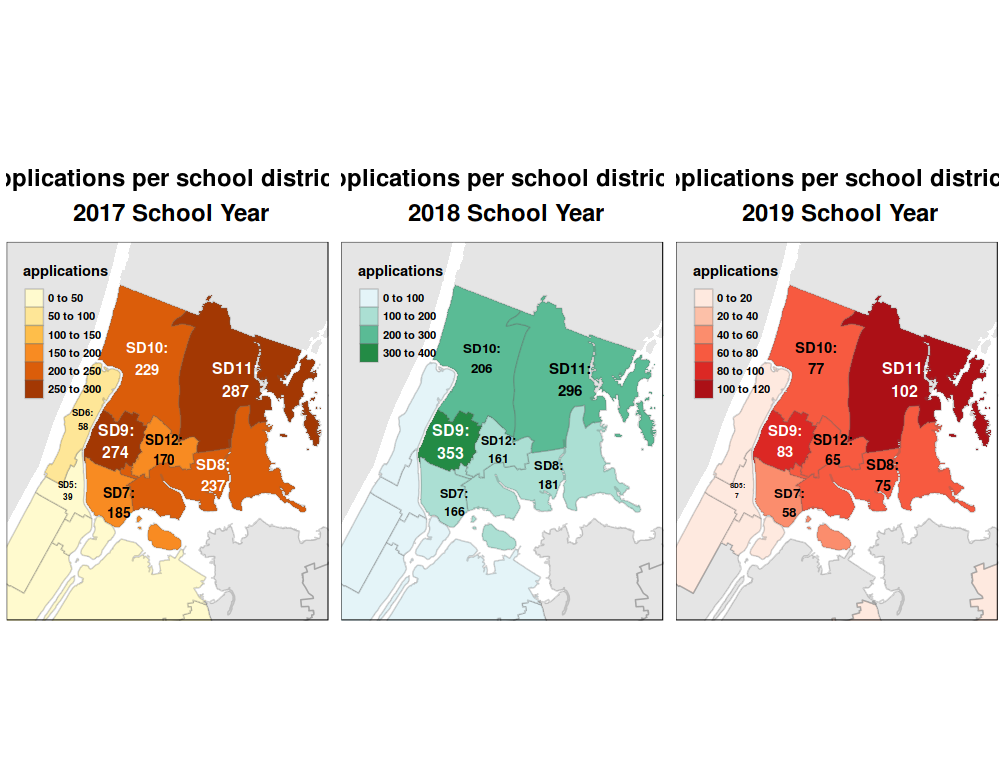 pplications per school distric
2017 School Year
applications
0 to 50
50 to 100
100 to 150
150 to 200
200 to 250
250 to 300
SD10:
229
SD11:
287
SD6:
58
SD9:
274
SD12:
170
SD8:
237
SD5:
39
SD7:
185
pplications per school distric
2018 School Year
applications
0 to 100
100 to 200
200 to 300
300 to 400
SD10:
206
SD11:
296
SD9:
353
SD12:
161
SD8:
181
SD7:
166
pplications per school distric
2019 School Year
applications
0 to 20
20 to 40
40 to 60
60 to 80
80 to 100
100 to 120
SD10:
77
SD11:
102
SD9:
83
SD12:
65
SD8:
75
SD5:
7
SD7:
58